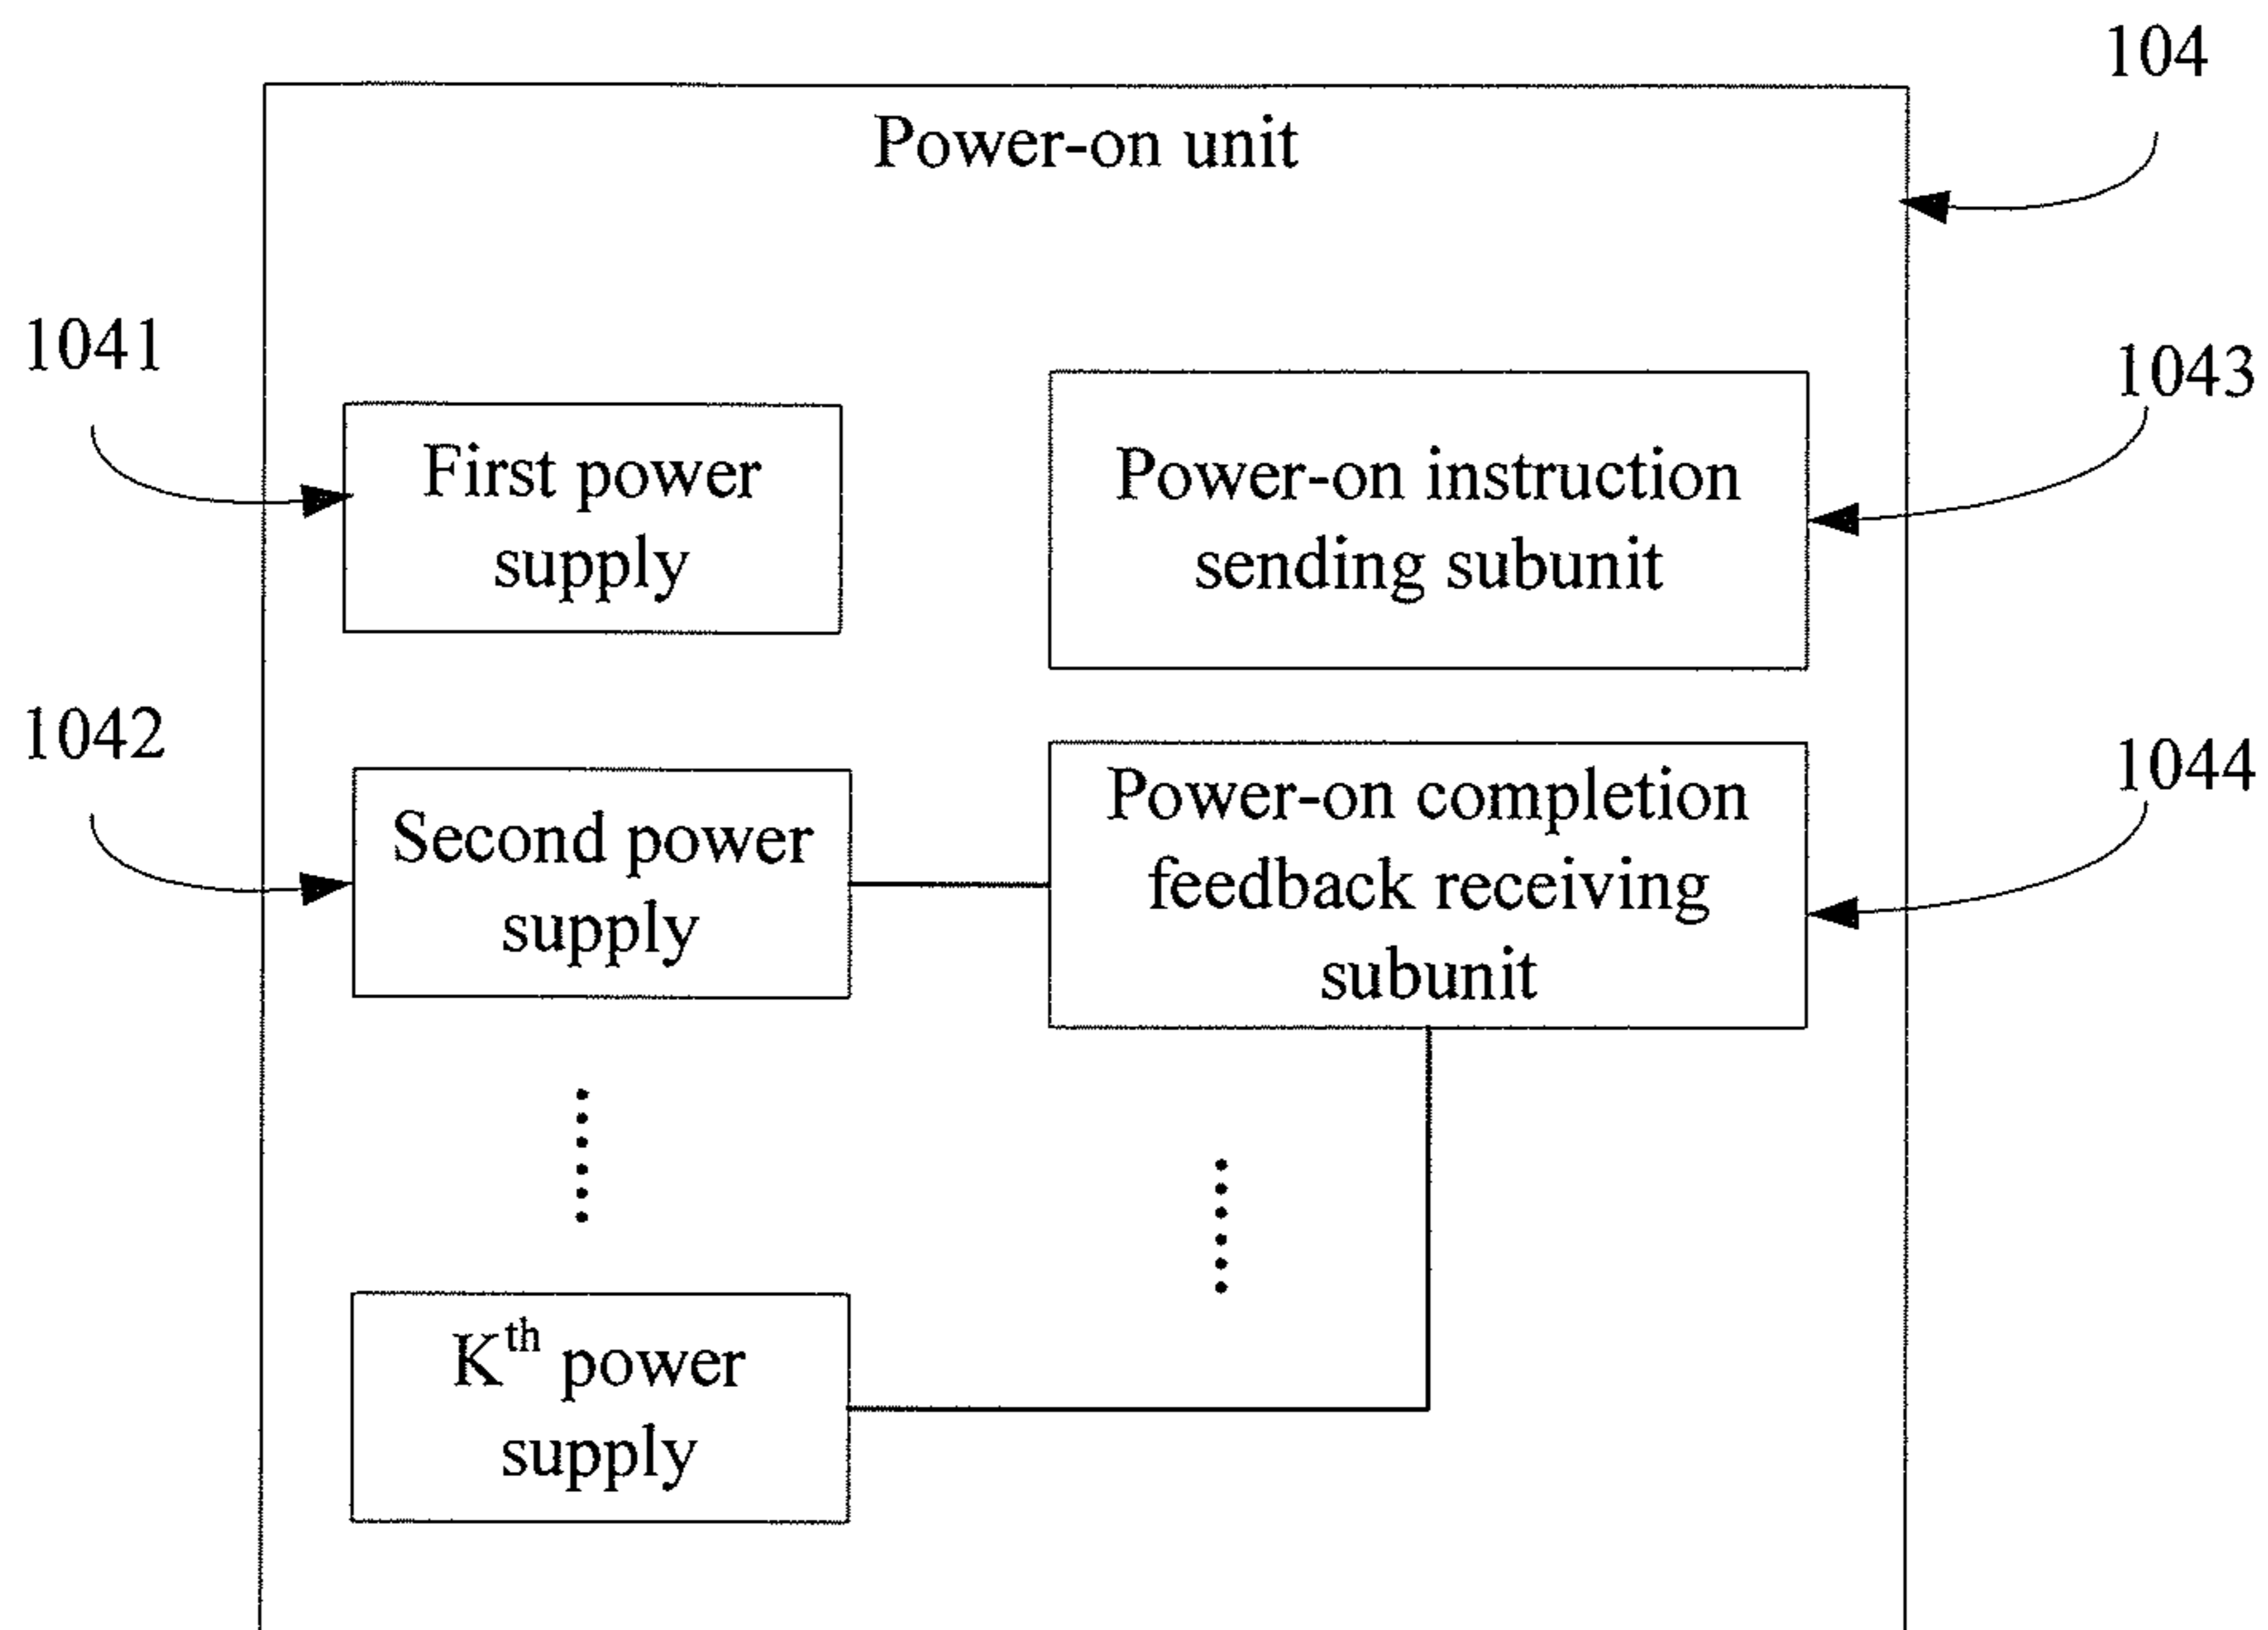 104
Power-on unit
1041
1043
First power
supply
Power-on instruction
sending subunit
1042
1044
Second power
supply
Power-on completion
feedback receiving
subunit
Kth power
supply